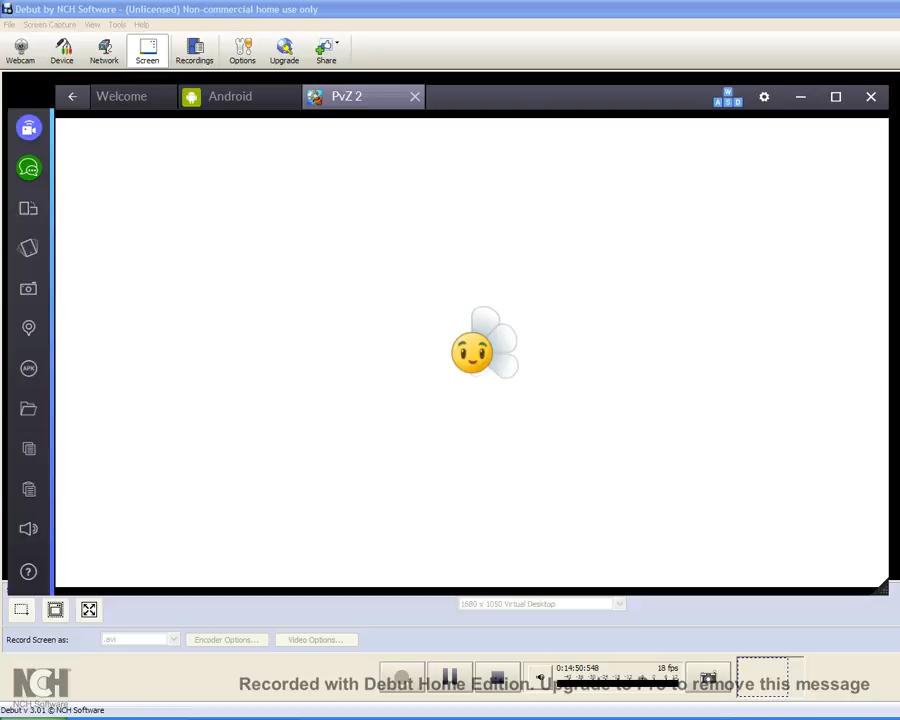 Debut by NCH Software - (Unlicensed) Non-commercial home use only
File Screen Capture View Tools Help
Webcam Device Network Screen Recordings Options Upgrade Share
Welcome Android PvZ 2
W
A S D
APK
?
1680 x 1050 Virtual Desktop
Record Screen as: .avi Encoder Options... Video Options...
0:14:50:548 18 fps
NCH
NCH Software
Recorded with Debut Home Edition. Upgrade to Pro to remove this message
Debut v 3.01 © NCH Software